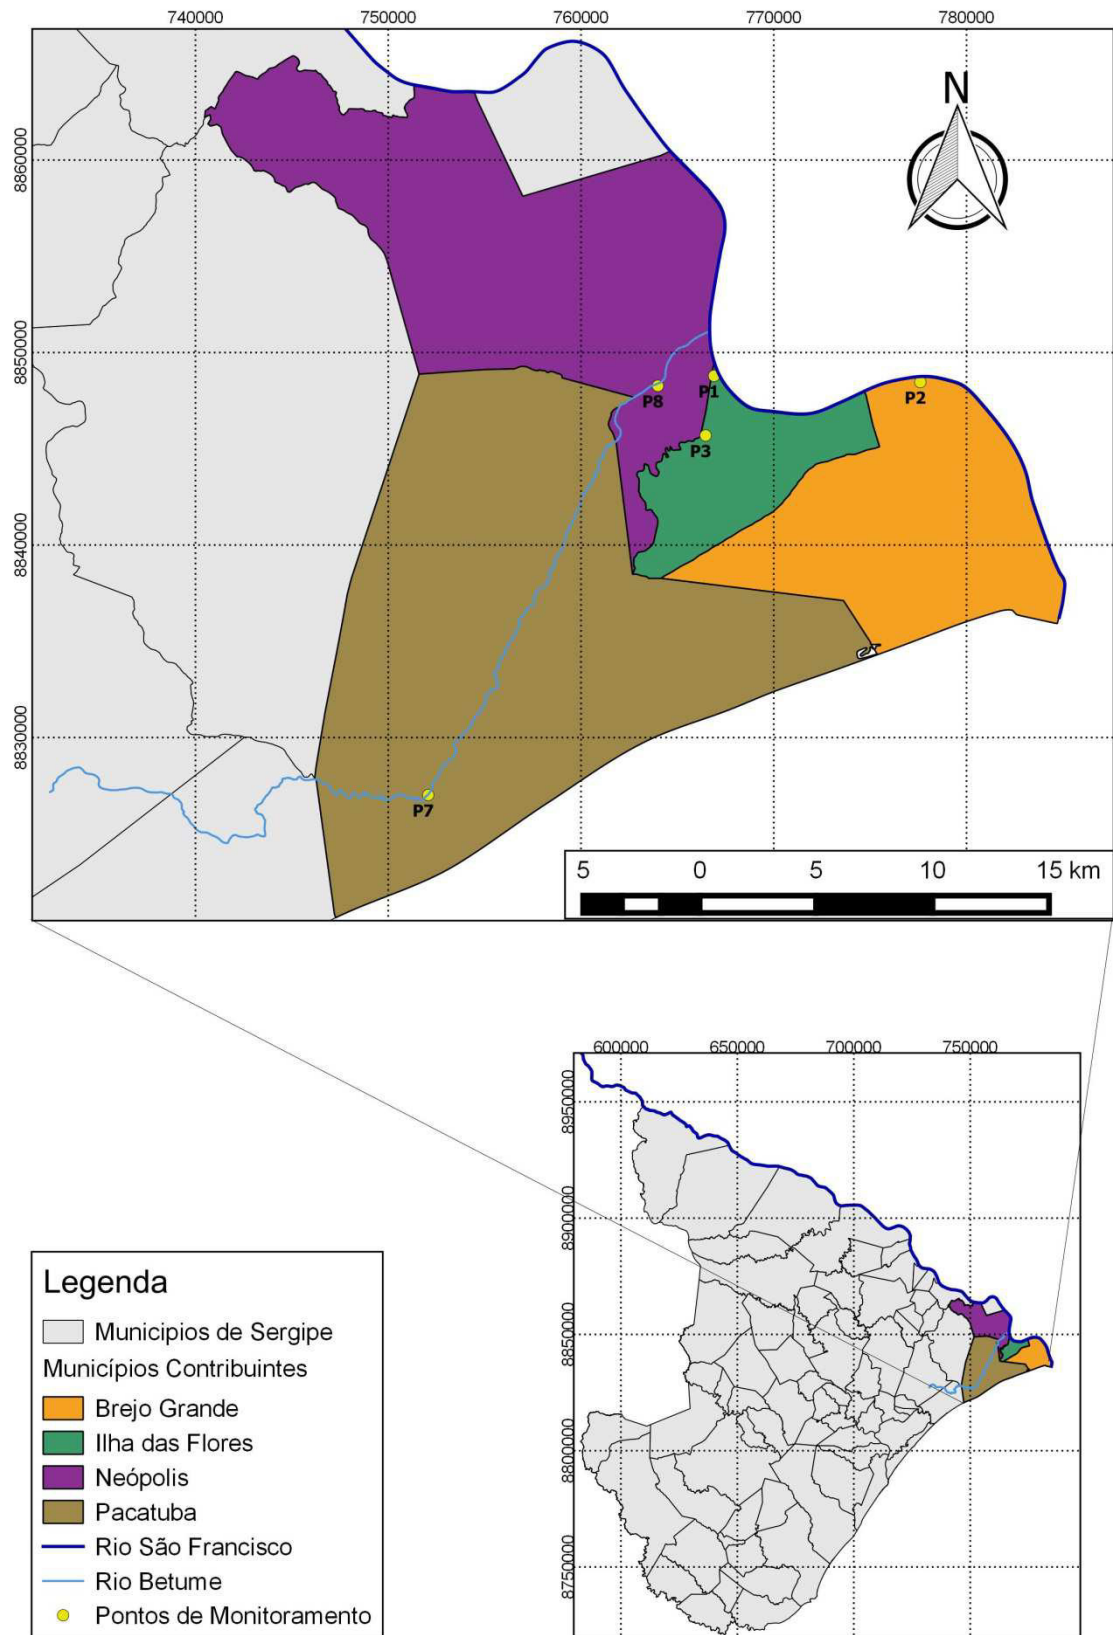 740000 750000 760000 770000 780000
N
8860000
8850000
8840000
8830000
P1
P8
P2
P3
P7
5 0 5 10 15 km
600000 650000 700000 750000
8950000
8900000
8850000
8800000
8750000
Legenda
Municipios de Sergipe
Municípios Contribuintes
Brejo Grande
Ilha das Flores
Neópolis
Pacatuba
Rio São Francisco
Rio Betume
Pontos de Monitoramento